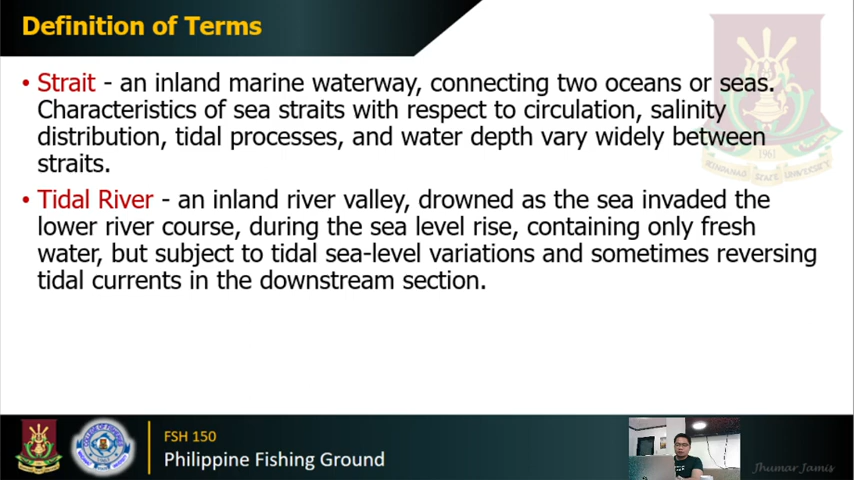 Definition of Terms
• Strait - an inland marine waterway, connecting two oceans or seas.
Characteristics of sea straits with respect to circulation, salinity
distribution, tidal processes, and water depth vary widely between
straits.
• Tidal River - an inland river valley, drowned as the sea invaded the
lower river course, during the sea level rise, containing only fresh
water, but subject to tidal sea-level variations and sometimes reversing
tidal currents in the downstream section.
1961
FSH 150
Philippine Fishing Ground
Jhumar Jamis